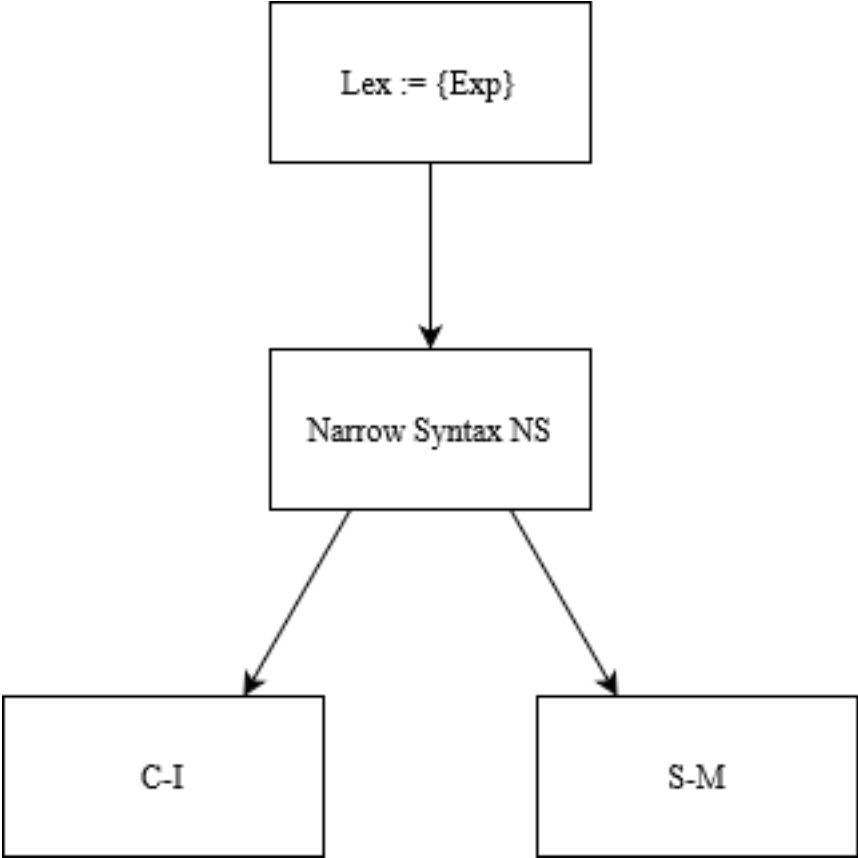 Lex := {Exp}
Narrow Syntax NS
C-I
S-M